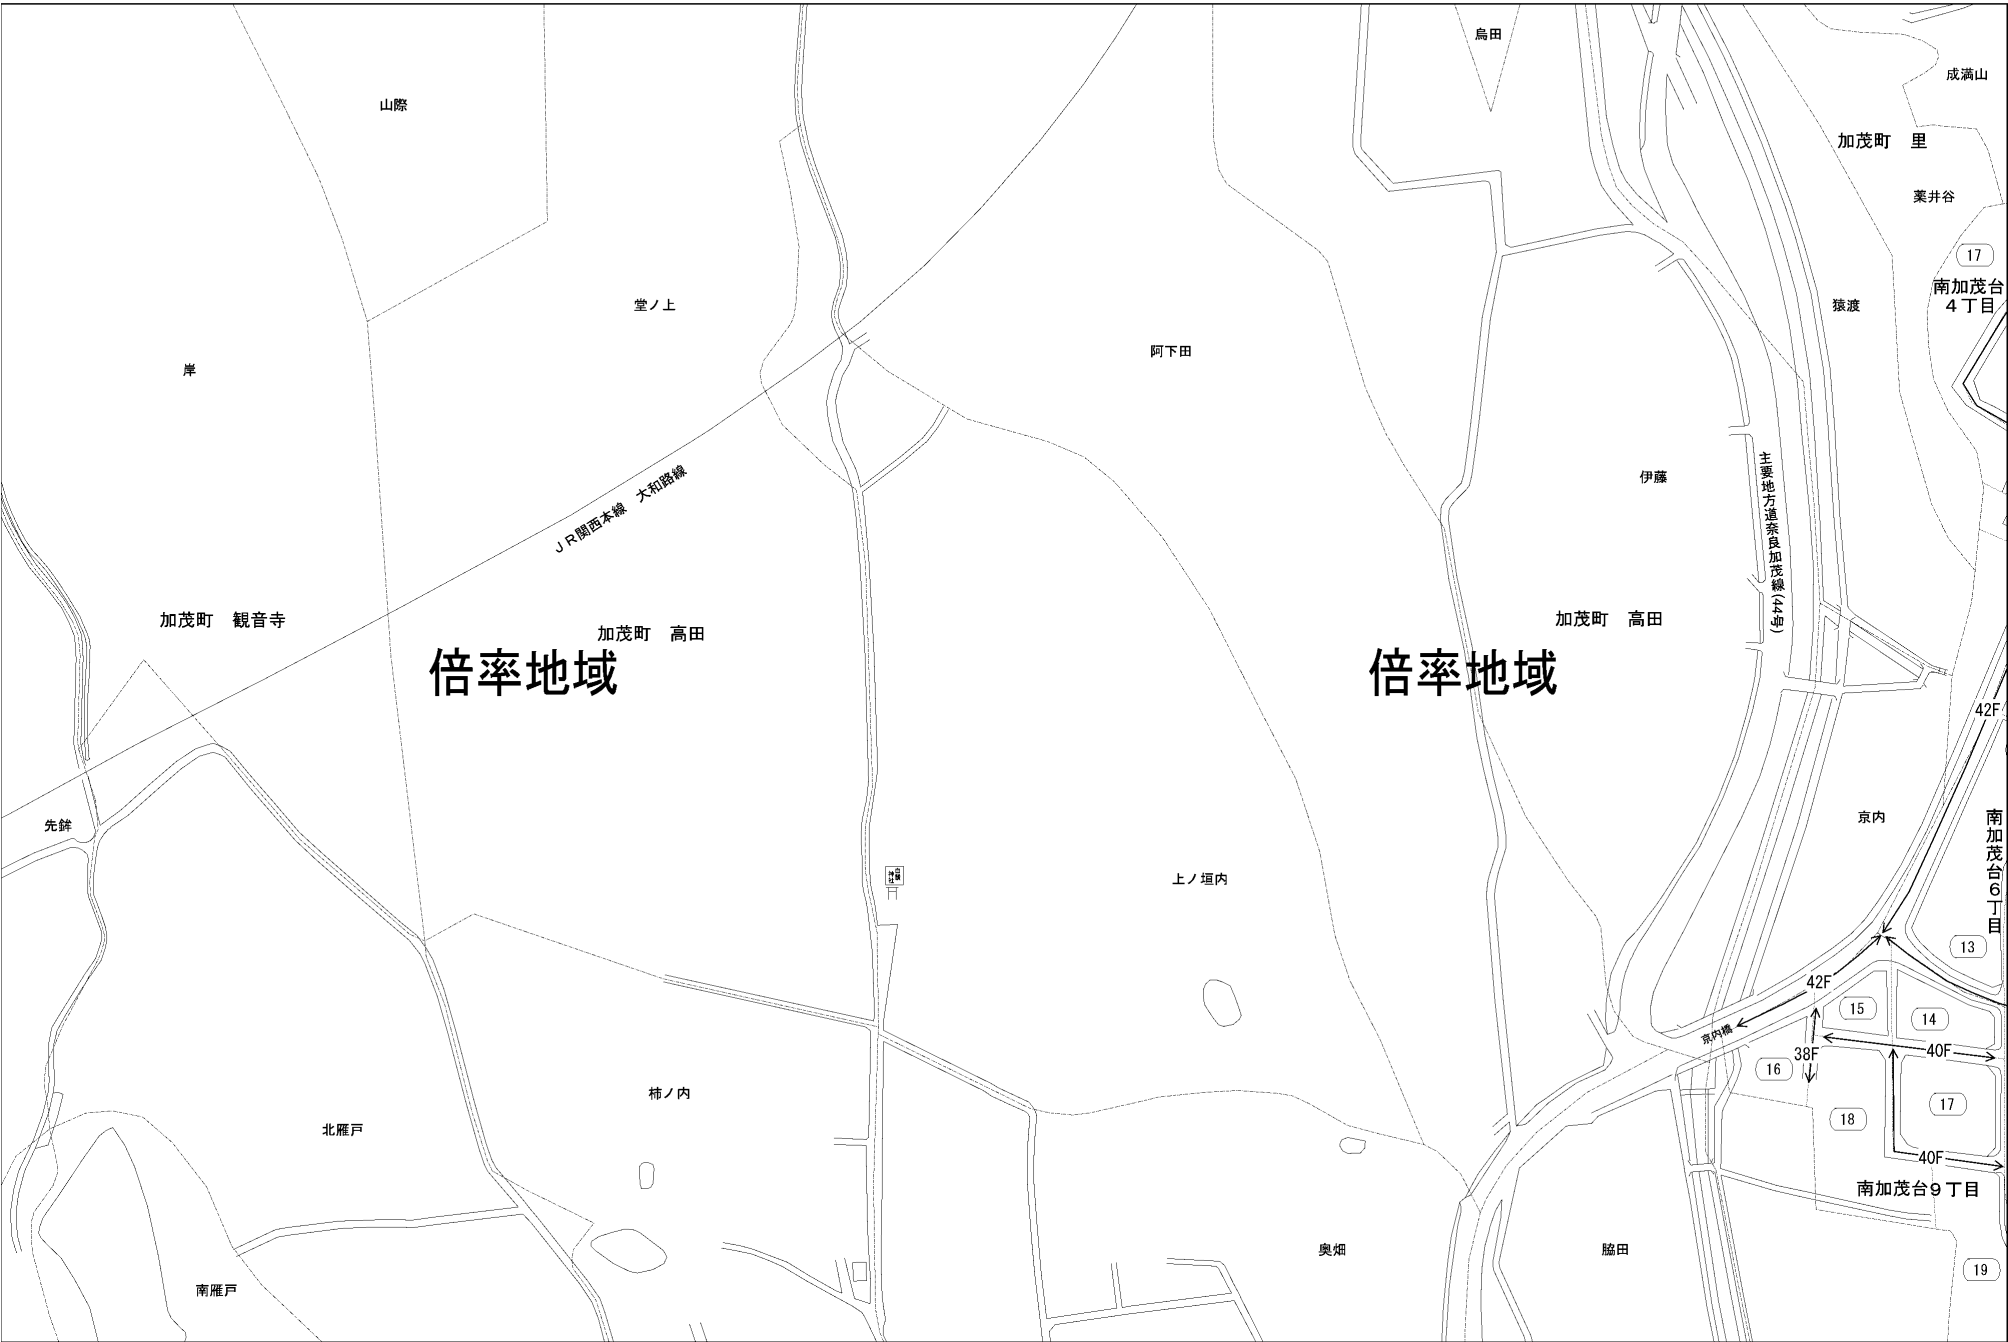 烏田
成満山
山際
加茂町　里
薬井谷
17
南加茂台
４丁目
堂ノ上
猿渡
阿下田
岸
伊藤
主要地方道奈良加茂線(44号)
ＪＲ関西本線　大和路線
加茂町　観音寺
加茂町　高田
加茂町　高田
倍率地域
倍率地域
42F
先鉾
京内
南加茂台６丁目
上ノ垣内
13
42F
15
14
京内橋
38F
40F
16
柿ノ内
17
18
北雁戸
40F
南加茂台９丁目
奥畑
脇田
19
南雁戸